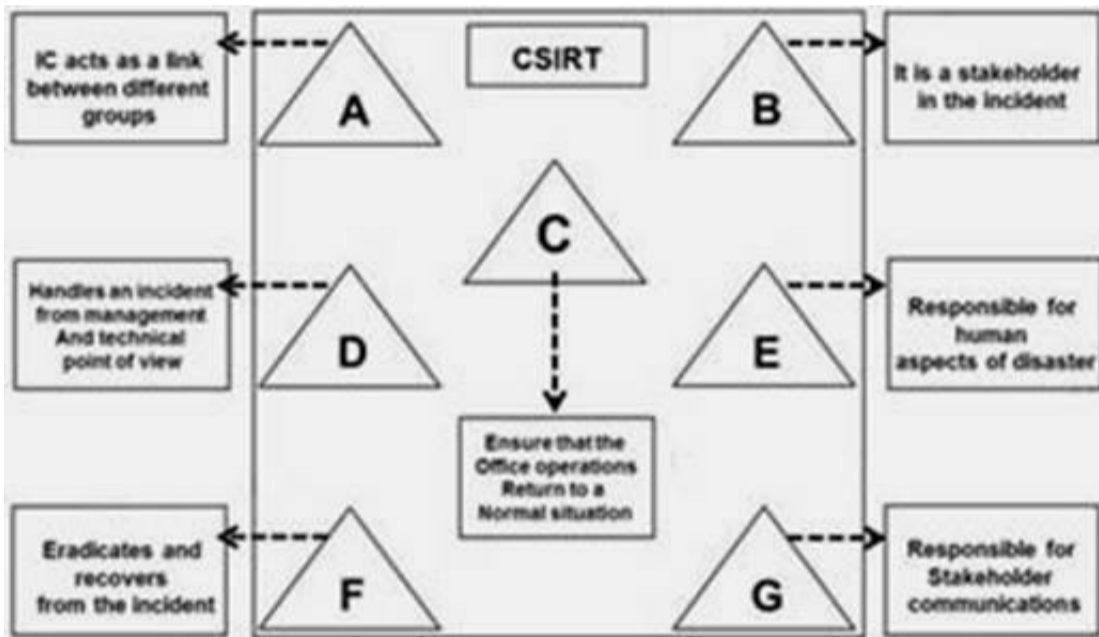 IC acts as a link
between different
groups
A
CSIRT
B
It is a stakeholder
in the incident
C
Handles an incident
from management
And technical
point of view
D
E
Responsible for
human
aspects of disaster
Ensure that the
Office operations
Return to a
Normal situation
Eradicates and
recovers
from the incident
F
G
Responsible for
Stakeholder
communications